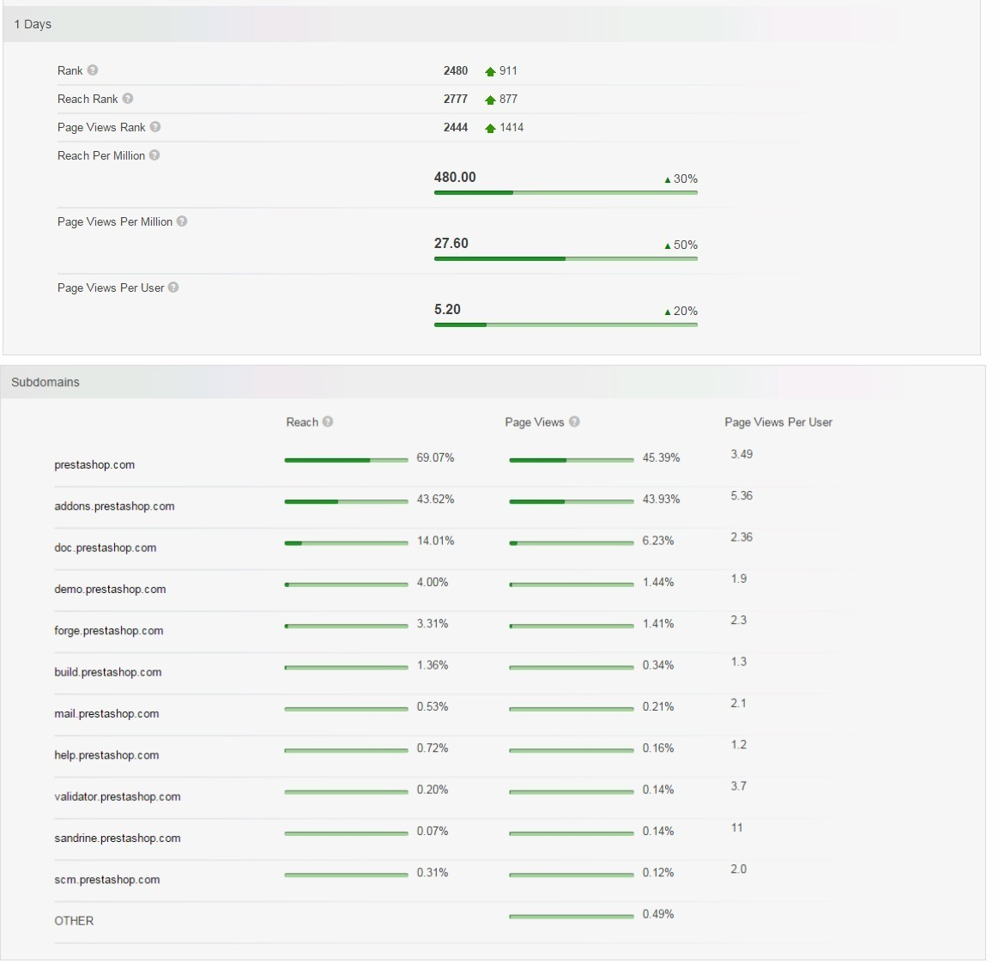 1 Days
Rank ? 2480 911
Reach Rank ? 2777 877
Page Views Rank ? 2444 1414
Reach Per Million ?
480.00 ▲30%
Page Views Per Million ?
27.60 ▲50%
Page Views Per User ?
5.20 ▲20%
Subdomains
Reach ? Page Views ? Page Views Per User
prestashop.com 69.07% 45.39% 3.49
addons.prestashop.com 43.62% 43.93% 5.36
doc.prestashop.com 14.01% 6.23% 2.36
demo.prestashop.com 4.00% 1.44% 1.9
forge.prestashop.com 3.31% 1.41% 2.3
build.prestashop.com 1.36% 0.34% 1.3
mail.prestashop.com 0.53% 0.21% 2.1
help.prestashop.com 0.72% 0.16% 1.2
validator.prestashop.com 0.20% 0.14% 3.7
sandrine.prestashop.com 0.07% 0.14% 11
scm.prestashop.com 0.31% 0.12% 2.0
OTHER 0.49%